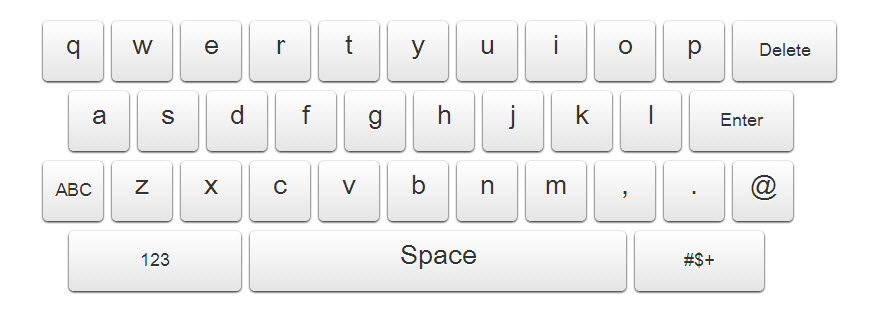 q w e r t y u i o p Delete
a s d f g h j k l Enter
ABC z x c v b n m , . @
123 Space #$+